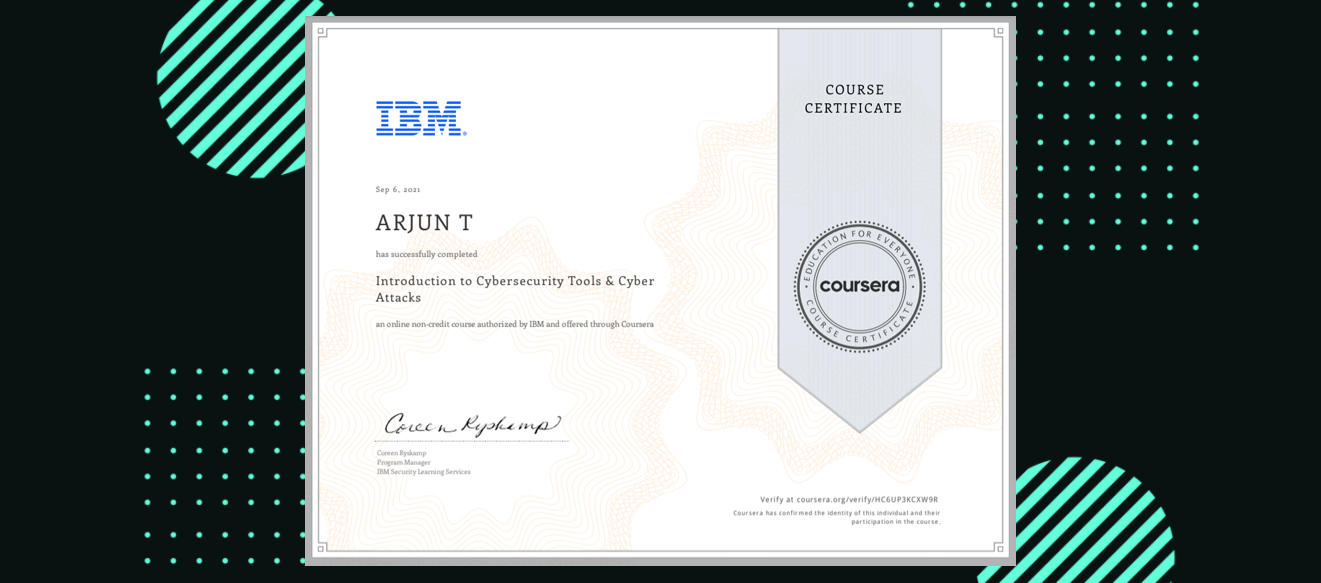 IBM®
Sep 6, 2021
ARJUN T
has successfully completed
Introduction to Cybersecurity Tools & Cyber
Attacks
an online non-credit course authorized by IBM and offered through Coursera
Coreen Ryskamp
Coreen Ryskamp
Program Manager
IBM Security Learning Services
COURSE
CERTIFICATE
EDUCATION FOR EVERYONE
coursera
COURSE CERTIFICATE
Verify at coursera.org/verify/HC6UP3KCXW9R
Coursera has confirmed the identity of this individual and their
participation in the course.